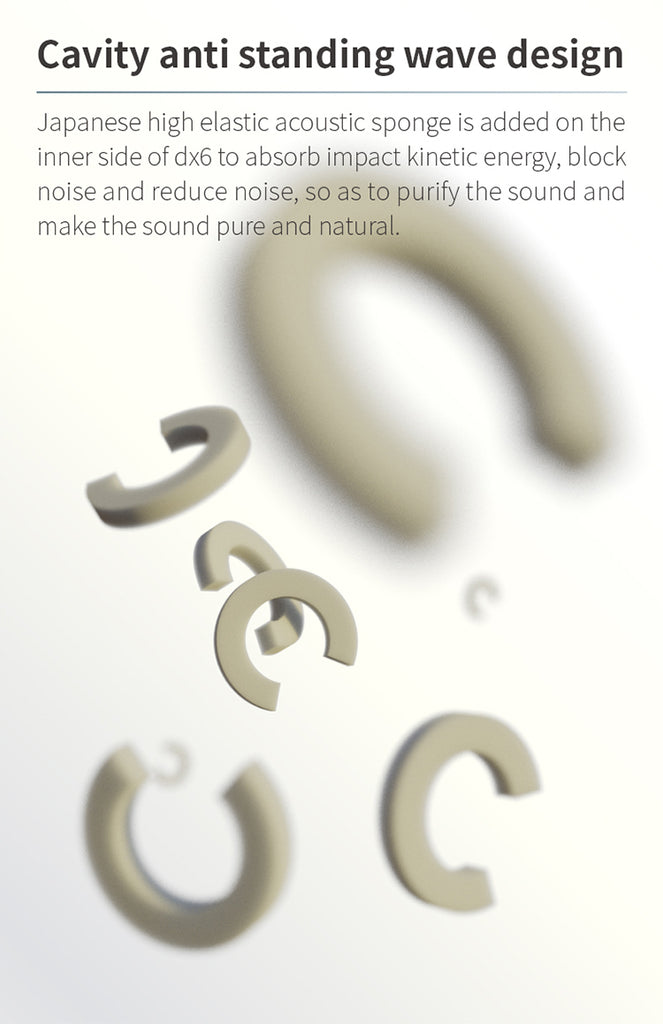 Cavity anti standing wave design
Japanese high elastic acoustic sponge is added on the
inner side of dx6 to absorb impact kinetic energy, block
noise and reduce noise, so as to purify the sound and
make the sound pure and natural.